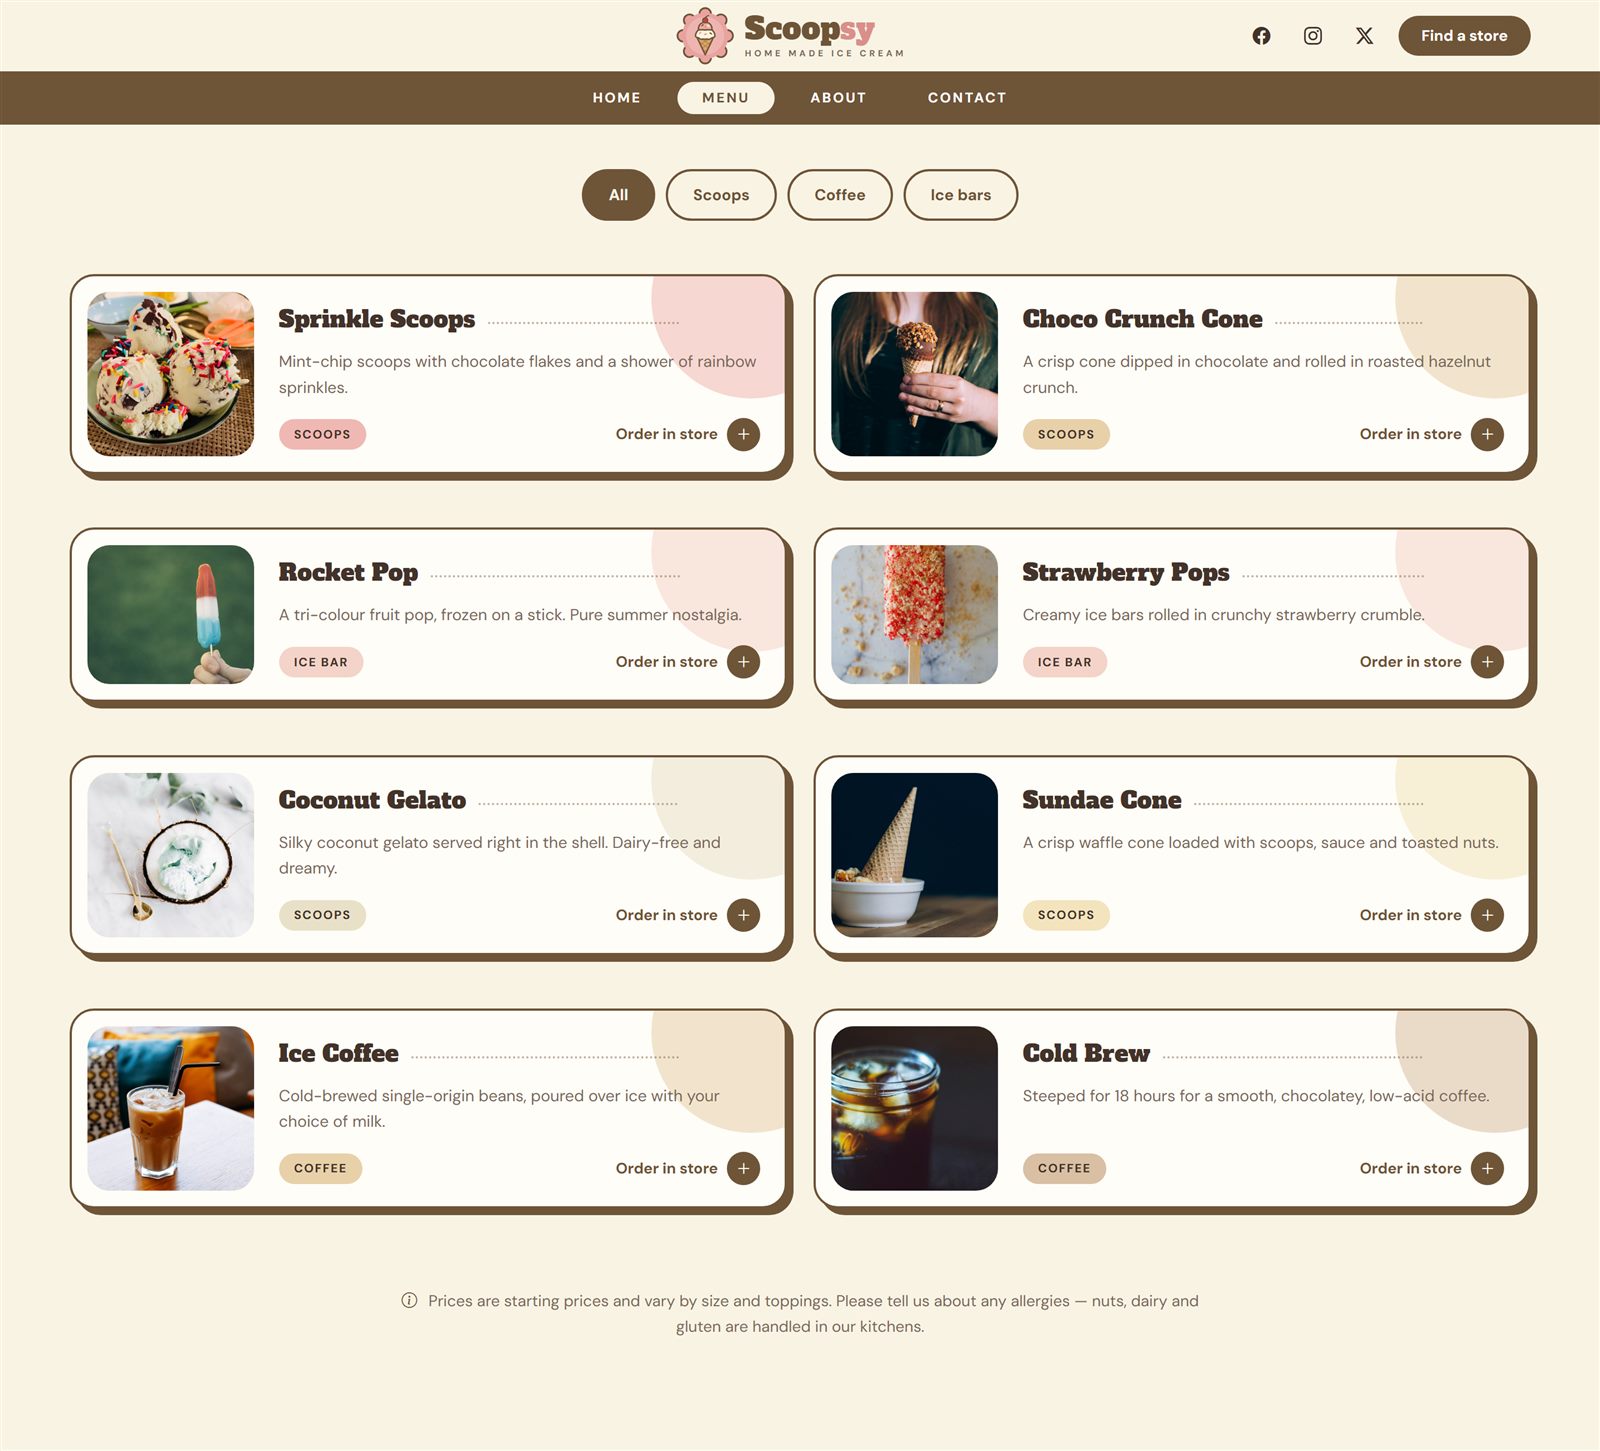 Scoopsy
HOME MADE ICE CREAM
Find a store
HOME
MENU
ABOUT
CONTACT
All
Scoops
Coffee
Ice bars
Sprinkle Scoops
Mint-chip scoops with chocolate flakes and a shower of rainbow
sprinkles.
SCOOPS
Order in store
Choco Crunch Cone
A crisp cone dipped in chocolate and rolled in roasted hazelnut
crunch.
SCOOPS
Order in store
Rocket Pop
A tri-colour fruit pop, frozen on a stick. Pure summer nostalgia.
ICE BAR
Order in store
Strawberry Pops
Creamy ice bars rolled in crunchy strawberry crumble.
ICE BAR
Order in store
Coconut Gelato
Silky coconut gelato served right in the shell. Dairy-free and
dreamy.
SCOOPS
Order in store
Sundae Cone
A crisp waffle cone loaded with scoops, sauce and toasted nuts.
SCOOPS
Order in store
Ice Coffee
Cold-brewed single-origin beans, poured over ice with your
choice of milk.
COFFEE
Order in store
Cold Brew
Steeped for 18 hours for a smooth, chocolatey, low-acid coffee.
COFFEE
Order in store
Prices are starting prices and vary by size and toppings. Please tell us about any allergies — nuts, dairy and
gluten are handled in our kitchens.